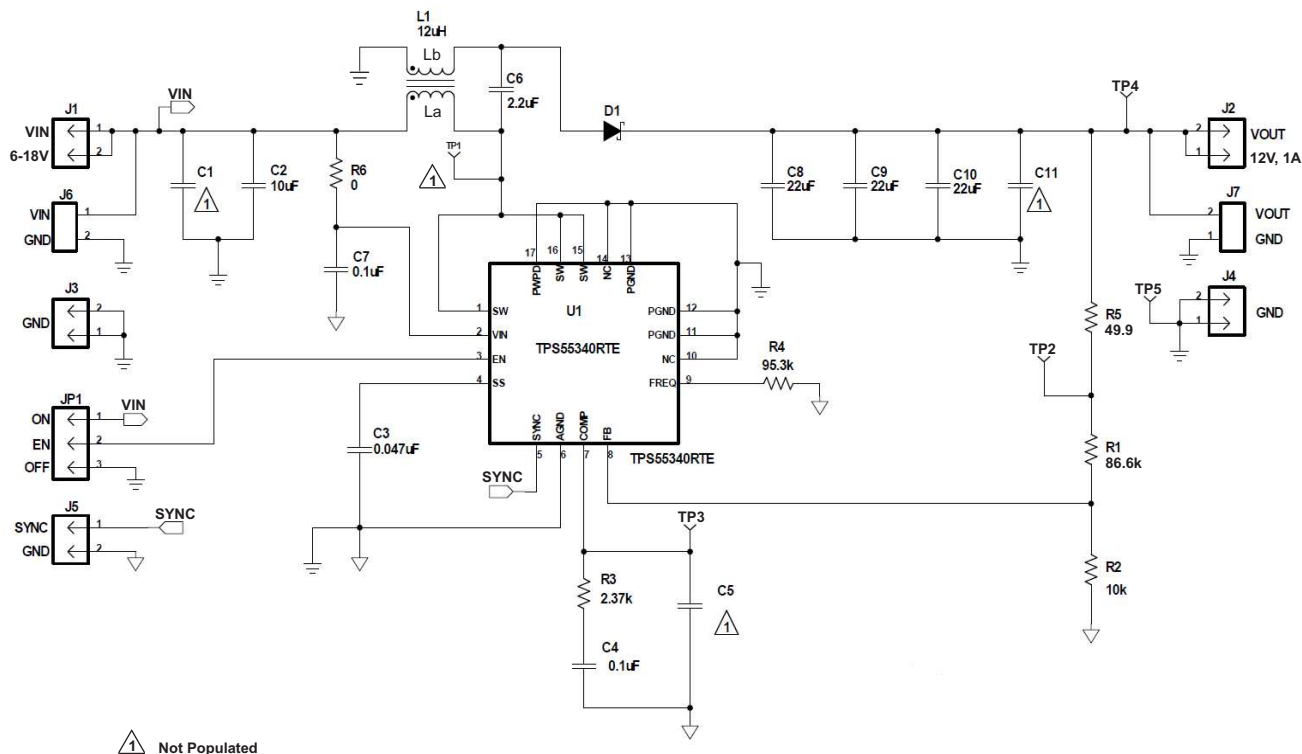 L1
12uH
Lb
La
C6
2.2uF
D1
TP4
J1
VIN
6-18V
1
2
VIN
J2
2
1
VOUT
12V, 1A
TP1
1
R6
0
C1
1
C2
10uF
C8
22uF
C9
22uF
C10
22uF
C11
1
J6
VIN
GND
1
2
J7
VOUT
GND
2
1
C7
0.1uF
17
16
15
14
13
PWPD
SW
SW
NC
PGND
J3
GND
2
1
J4
2
1
GND
TP5
U1
TPS55340RTE
1
SW
2
VIN
3
EN
4
SS
PGND
12
PGND
11
NC
10
FREQ
9
R4
95.3k
R5
49.9
TP2
JP1
ON
EN
OFF
1
2
3
VIN
C3
0.047uF
SYNC
AGND
COMP
FB
5
6
7
8
TPS55340RTE
SYNC
R1
86.6k
J5
SYNC
GND
1
2
SYNC
TP3
R3
2.37k
C5
1
C4
0.1uF
R2
10k
1
Not Populated